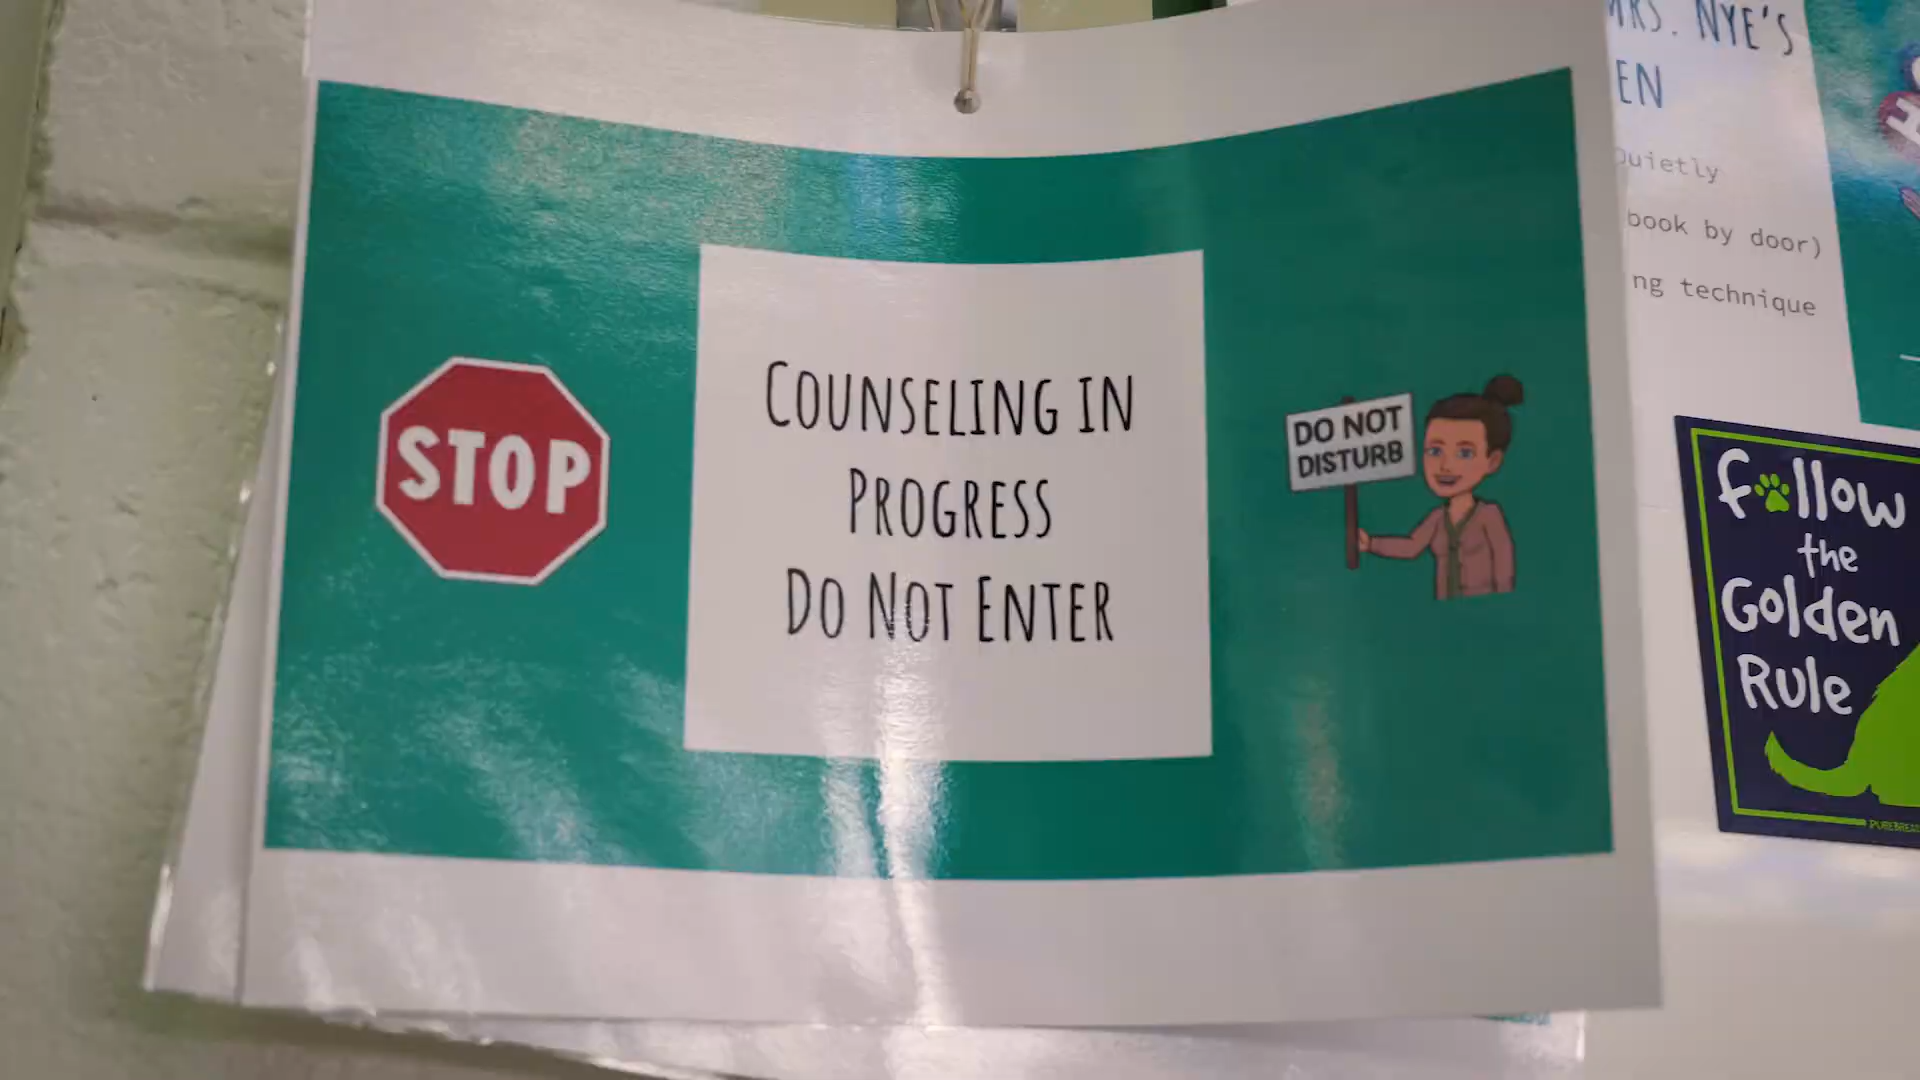 STOP
COUNSELING IN
PROGRESS
DO NOT ENTER
DO NOT
DISTURB
MRS. NYE'S
EN
Quietly
book by door)
ng technique
follow
the
Golden
Rule